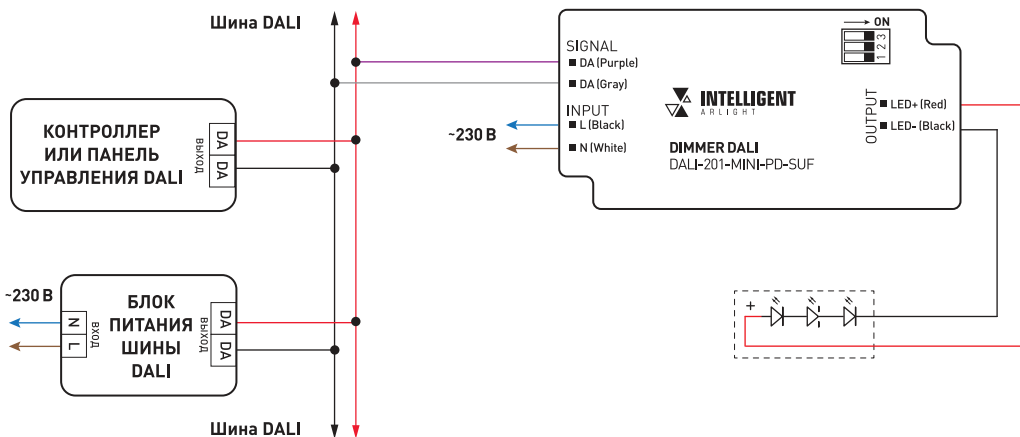 Шина DALI
КОНТРОЛЛЕР
ИЛИ ПАНЕЛЬ
УПРАВЛЕНИЯ DALI
ВЫХОД
DA
DA
~230 В
N
L
ВХОД
БЛОК
ПИТАНИЯ
ШИНЫ
DALI
ВЫХОД
DA
DA
Шина DALI
SIGNAL
DA (Purple)
DA (Gray)
INPUT
L (Black)
N (White)
~230 В
INTELLIGENT
ARLIGHT
DIMMER DALI
DALI-201-MINI-PD-SUF
ON
1 2 3
OUTPUT
LED+ (Red)
LED- (Black)
+